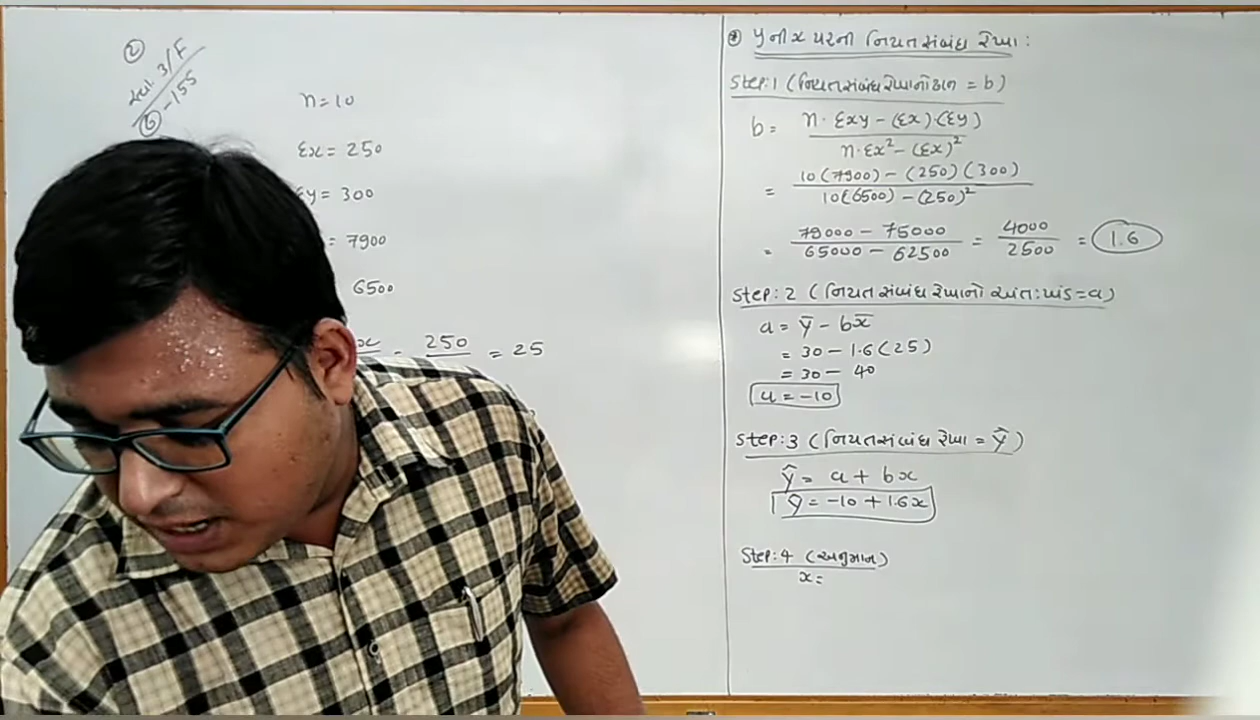 ②
સ્વા. 3/F
⑥-155
n = 10
Σx = 250
Σy = 300
= 7900
6500
x̄ = 250 = 25
* y ની x પરની નિયત સંબંધ રેખા :
Step:1 (નિયતસંબંધ રેખાનો ઢાળ = b)
b = n·Σxy - (Σx)·(Σy)
n·Σx² - (Σx)²
= 10(7900) - (250)(300)
10(6500) - (250)²
= 79000 - 75000 = 4000 = 1.6
65000 - 62500 2500
Step:2 (નિયત સંબંધ રેખાનો અંત:ખંડ = a)
a = ȳ - bx̄
= 30 - 1.6(25)
= 30 - 40
a = -10
Step:3 (નિયતસંબંધ રેખા = ŷ)
ŷ = a + bx
ŷ = -10 + 1.6x
Step:4 (અનુમાન)
x =